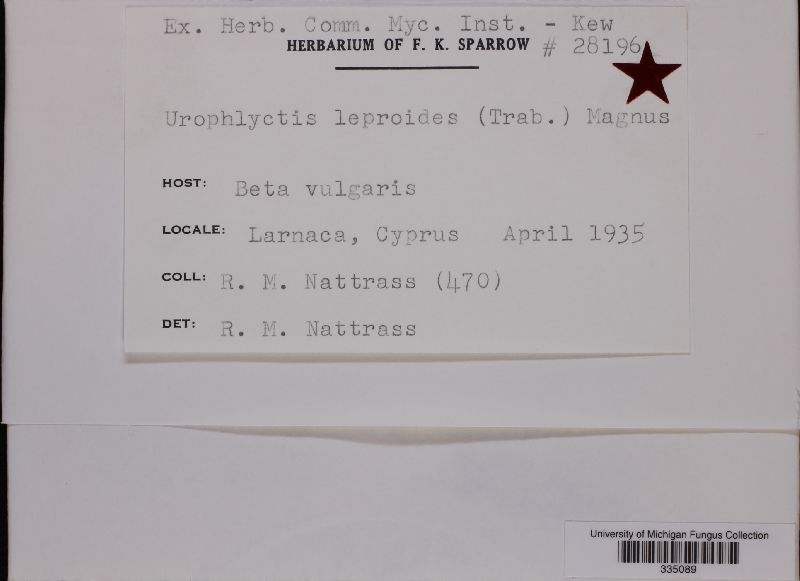 Ex. Herb. Comm. Myc. Inst. - Kew
HERBARIUM OF F. K. SPARROW # 28196
Urophlyctis leproides (Trab.) Magnus
HOST: Beta vulgaris
LOCALE: Larnaca, Cyprus April 1935
COLL: R. M. Nattrass (470)
DET: R. M. Nattrass
University of Michigan Fungus Collection
335089